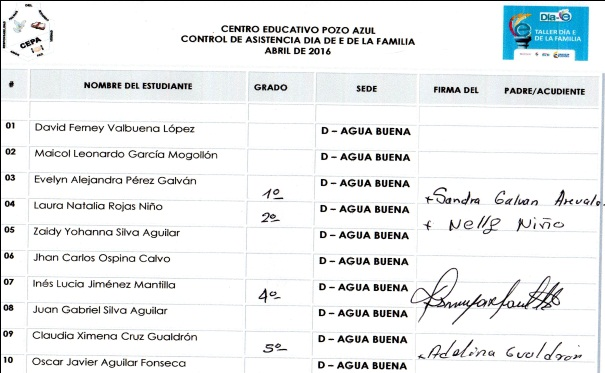 CENTRO EDUCATIVO POZO AZUL
CONTROL DE ASISTENCIA DIA DE E DE LA FAMILIA
ABRIL DE 2016
CEPA
Día-e
TALLER DÍA E
DE LA FAMILIA
# NOMBRE DEL ESTUDIANTE GRADO SEDE FIRMA DEL PADRE/ACUDIENTE
01 David Ferney Valbuena López D – AGUA BUENA
02 Maicol Leonardo García Mogollón D – AGUA BUENA
03 Evelyn Alejandra Pérez Galván 1º D – AGUA BUENA + Sandra Galvan Arevalo.
04 Laura Natalia Rojas Niño 2º D – AGUA BUENA + Nelly Niño
05 Zaidy Yohanna Silva Aguilar D – AGUA BUENA
06 Jhan Carlos Ospina Calvo D – AGUA BUENA
07 Inés Lucia Jiménez Mantilla 4º D – AGUA BUENA
08 Juan Gabriel Silva Aguilar D – AGUA BUENA
09 Claudia Ximena Cruz Gualdrón 5º D – AGUA BUENA + Adelina Gualdrón
10 Oscar Javier Aguilar Fonseca D – AGUA BUENA